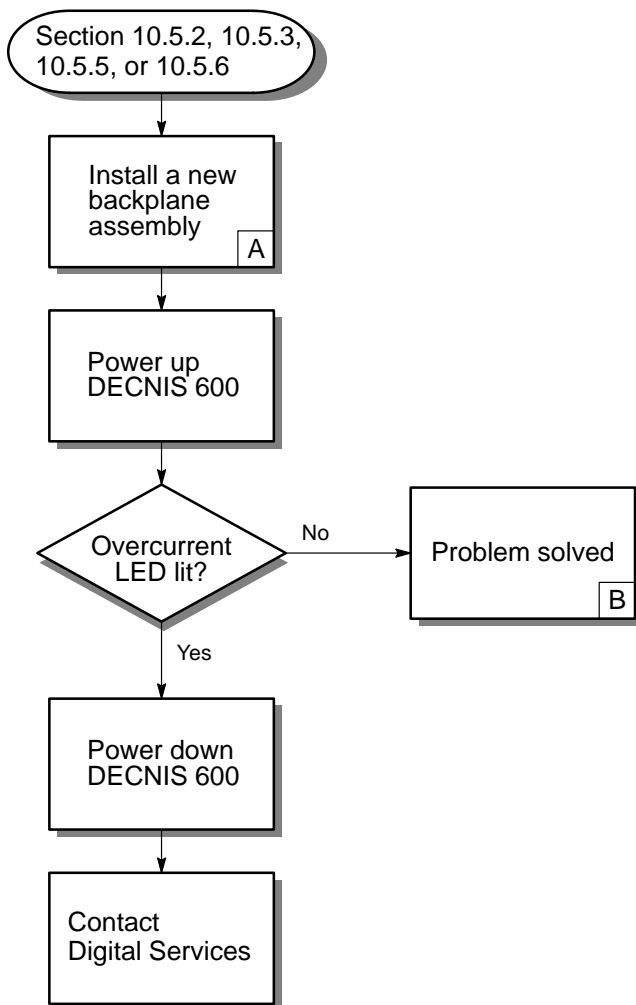 Section 10.5.2, 10.5.3,
10.5.5, or 10.5.6
Install a new
backplane
assembly
A
Power up
DECNIS 600
Overcurrent
LED lit?
No
Problem solved
B
Yes
Power down
DECNIS 600
Contact
Digital Services